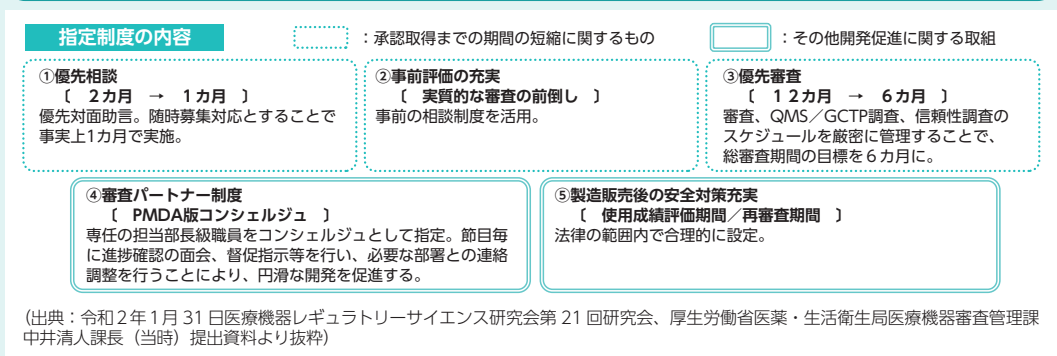 指定制度の内容
：承認取得までの期間の短縮に関するもの
：その他開発促進に関する取組
①優先相談
〔　２カ月　→　１カ月　〕
優先対面助言。随時募集対応とすることで
事実上1カ月で実施。
②事前評価の充実
〔　実質的な審査の前倒し　〕
事前の相談制度を活用。
③優先審査
〔　１２カ月　→　６カ月　〕
審査、QMS／GCTP調査、信頼性調査の
スケジュールを厳密に管理することで、
総審査期間の目標を６カ月に。
④審査パートナー制度
〔　PMDA版コンシェルジュ　〕
専任の担当部長級職員をコンシェルジュとして指定。節目毎
に進捗確認の面会、督促指示等を行い、必要な部署との連絡
調整を行うことにより、円滑な開発を促進する。
⑤製造販売後の安全対策充実
〔　使用成績評価期間／再審査期間　〕
法律の範囲内で合理的に設定。
（出典：令和２年１月 31 日医療機器レギュラトリーサイエンス研究会第 21 回研究会、厚生労働省医薬・生活衛生局医療機器審査管理課
中井清人課長（当時）提出資料より抜粋）